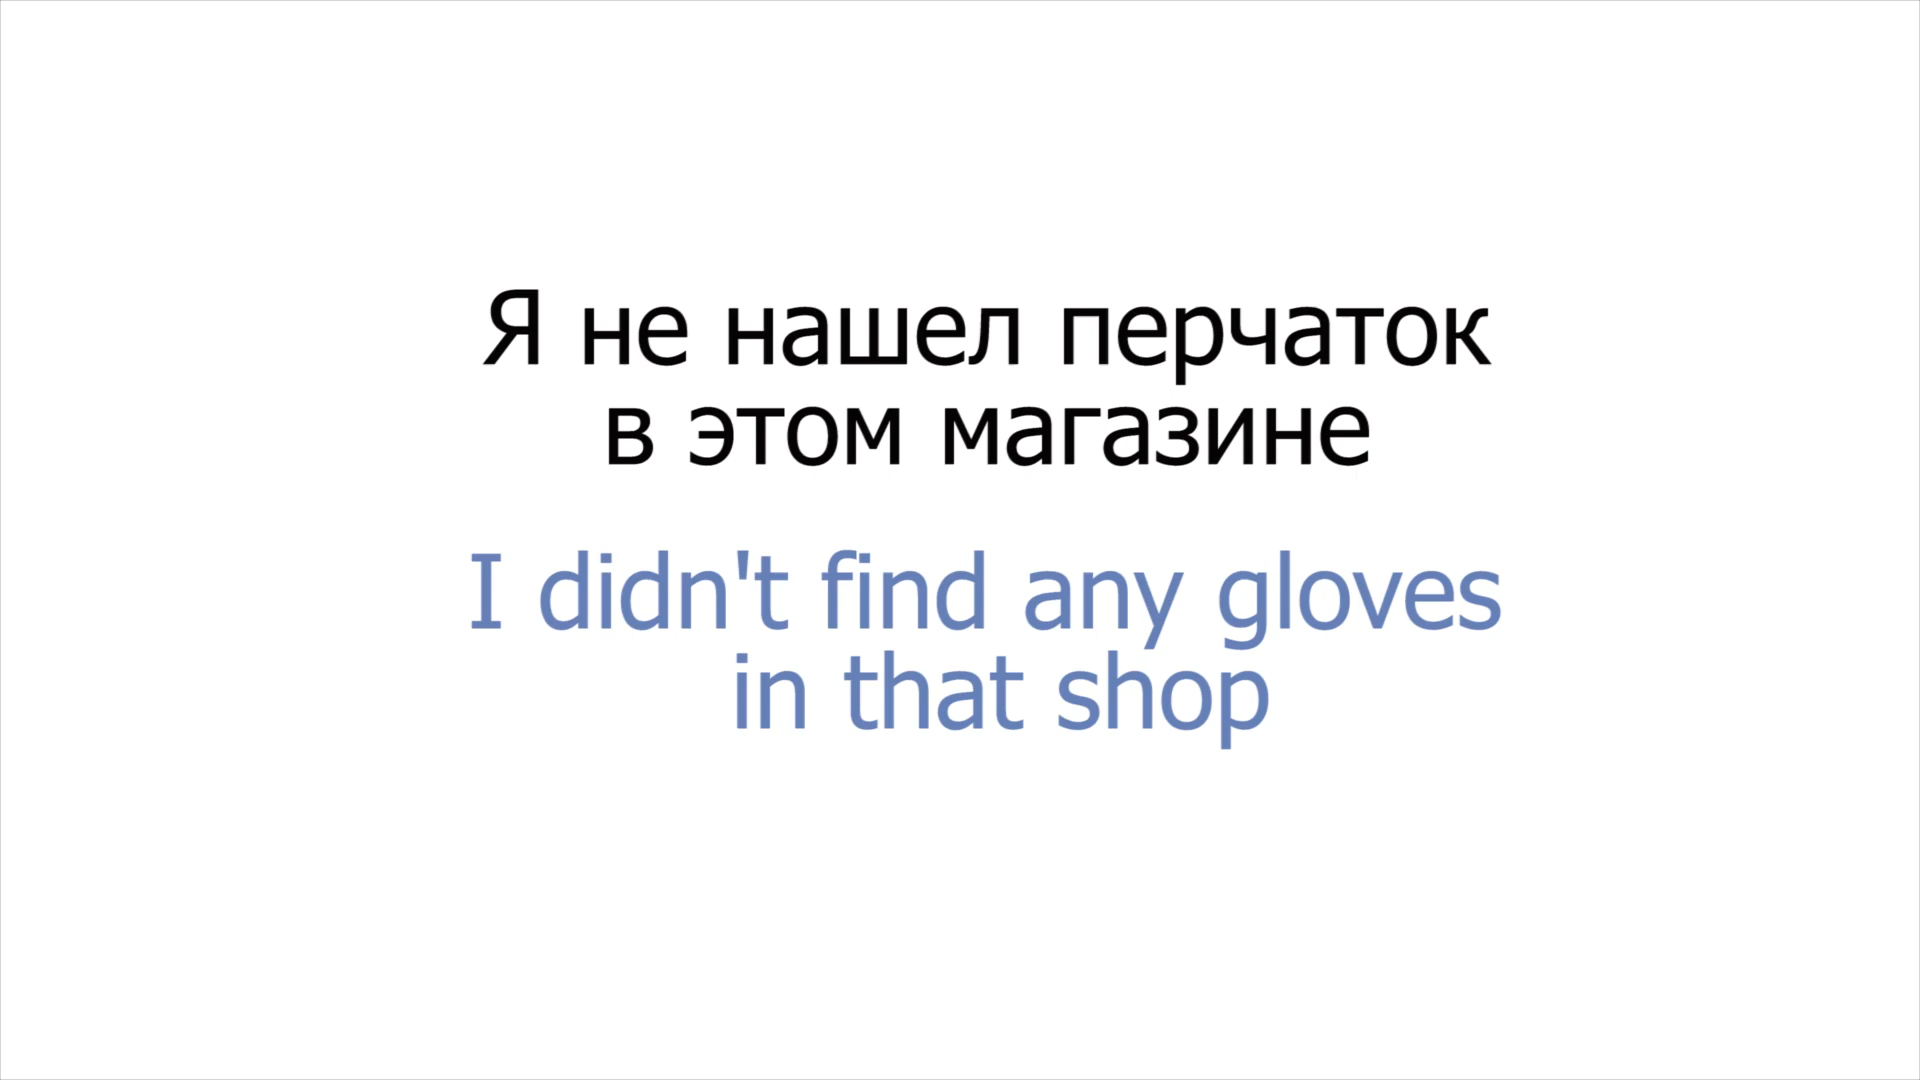 Я не нашел перчаток
в этом магазине
I didn't find any gloves
in that shop